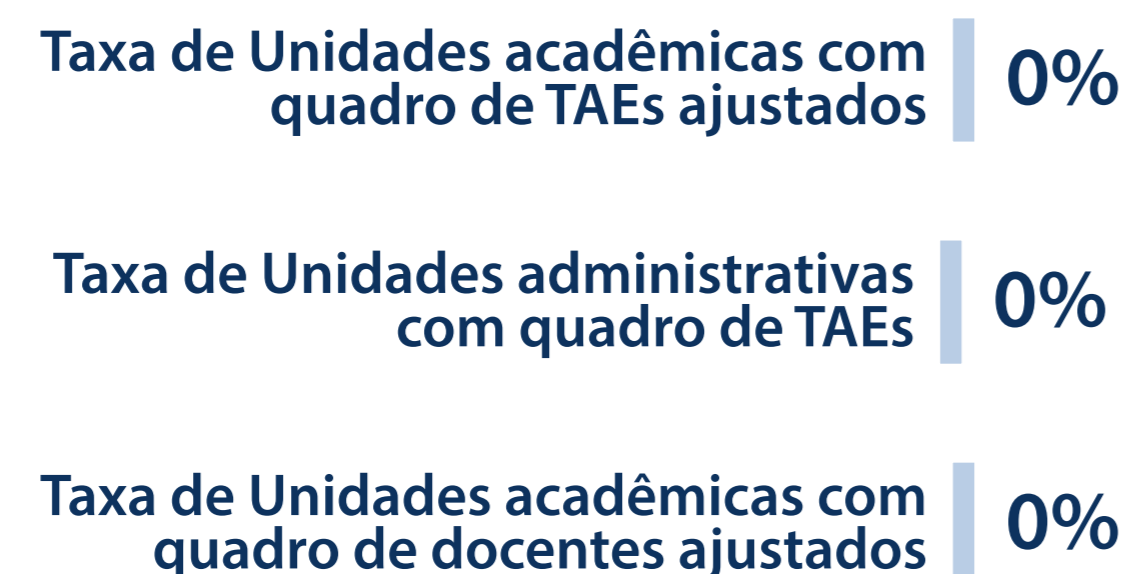 Taxa de Unidades acadêmicas com
quadro de TAEs ajustados
0%
Taxa de Unidades administrativas
com quadro de TAEs
0%
Taxa de Unidades acadêmicas com
quadro de docentes ajustados
0%